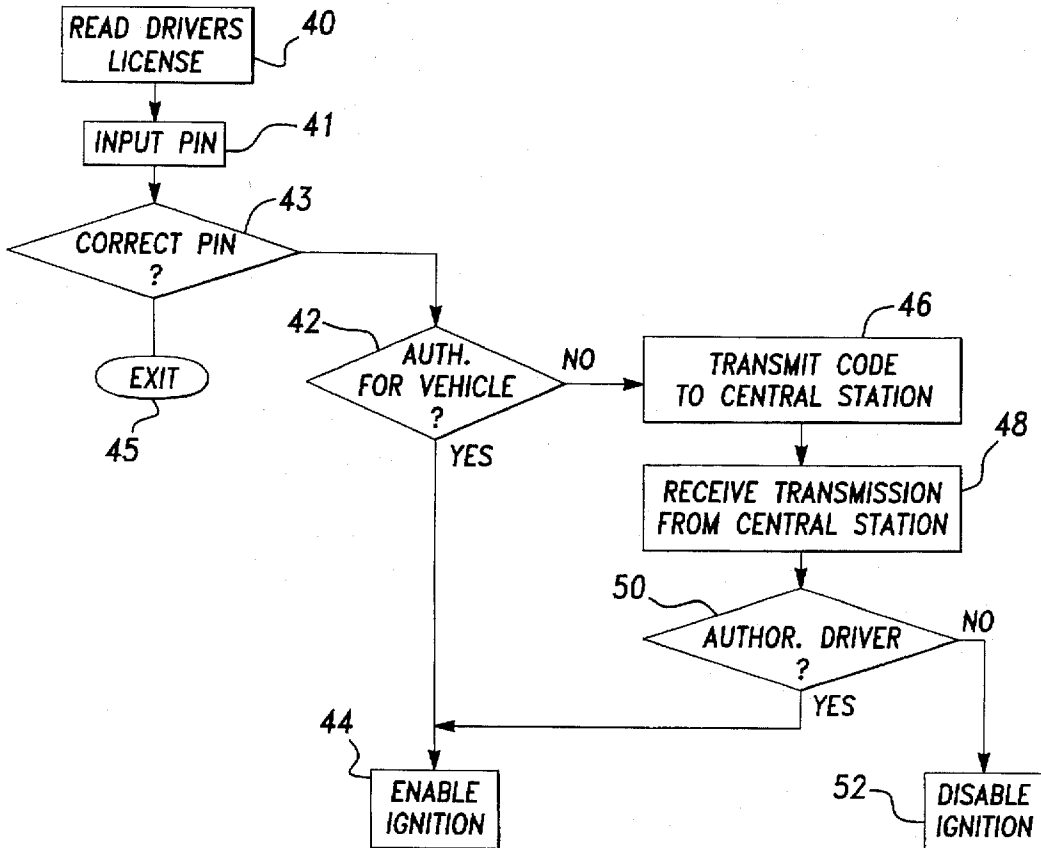 READ DRIVERS
LICENSE
40
INPUT PIN
41
43
CORRECT PIN
?
EXIT
45
42
AUTH.
FOR VEHICLE
?
NO
YES
46
TRANSMIT CODE
TO CENTRAL STATION
48
RECEIVE TRANSMISSION
FROM CENTRAL STATION
50
AUTHOR. DRIVER
?
NO
YES
44
ENABLE
IGNITION
52
DISABLE
IGNITION